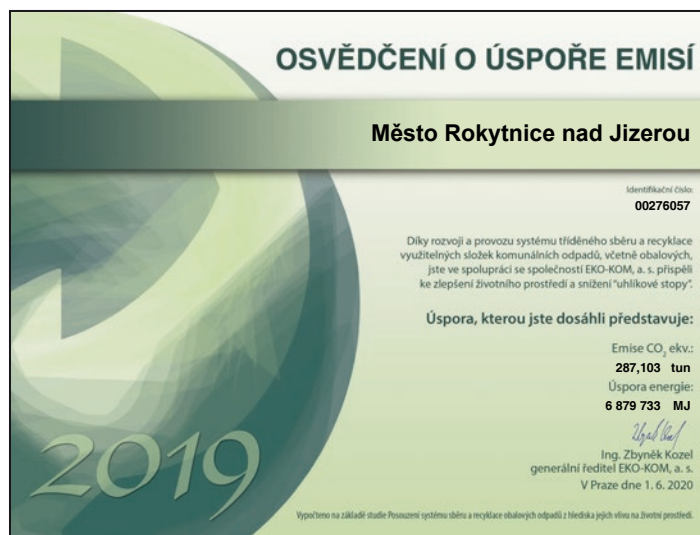 OSVĚDČENÍ O ÚSPOŘE EMISÍ
Město Rokytnice nad Jizerou
Identifikační číslo:
00276057
Díky rozvoji a provozu systému tříděného sběru a recyklace
využitelných složek komunálních odpadů, včetně obalových,
jste ve spolupráci se společností EKO-KOM, a. s. přispěli
ke zlepšení životního prostředí a snížení "uhlíkové stopy".
Úspora, kterou jste dosáhli představuje:
Emise CO₂ ekv.:
287,103 tun
Úspora energie:
6 879 733 MJ
Ing. Zbyněk Kozel
generální ředitel EKO-KOM, a. s.
V Praze dne 1. 6. 2020
2019
Vypočteno na základě studie Posouzení systému sběru a recyklace obalových odpadů z hlediska jejich vlivu na životní prostředí.